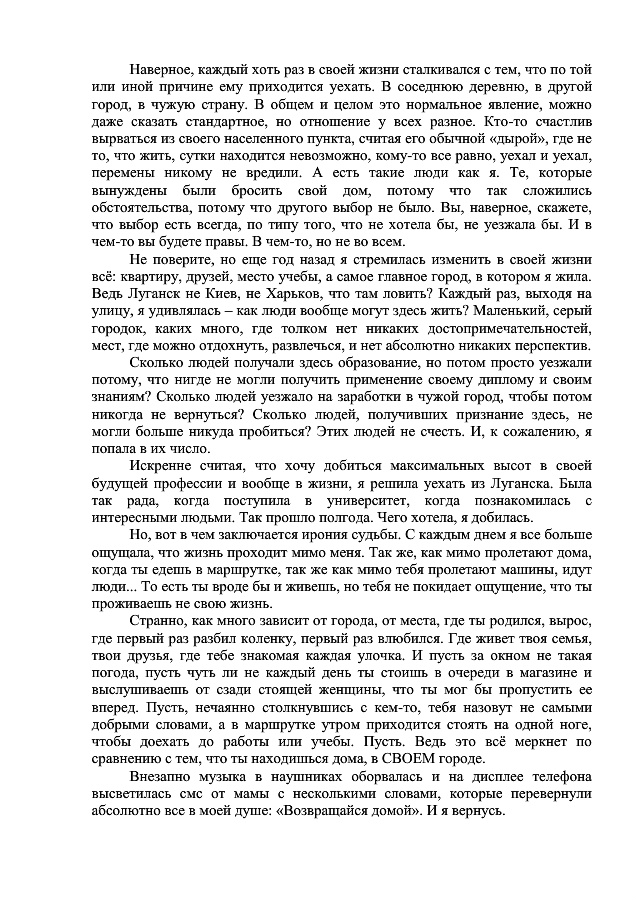 Наверное, каждый хоть раз в своей жизни сталкивался с тем, что по той
или иной причине ему приходится уехать. В соседнюю деревню, в другой
город, в чужую страну. В общем и целом это нормальное явление, можно
даже сказать стандартное, но отношение у всех разное. Кто-то счастлив
вырваться из своего населенного пункта, считая его обычной «дырой», где не
то, что жить, сутки находится невозможно, кому-то все равно, уехал и уехал,
перемены никому не вредили. А есть такие люди как я. Те, которые
вынуждены были бросить свой дом, потому что так сложились
обстоятельства, потому что другого выбор не было. Вы, наверное, скажете,
что выбор есть всегда, по типу того, что не хотела бы, не уезжала бы. И в
чем-то вы будете правы. В чем-то, но не во всем.
Не поверите, но еще год назад я стремилась изменить в своей жизни
всё: квартиру, друзей, место учебы, а самое главное город, в котором я жила.
Ведь Луганск не Киев, не Харьков, что там ловить? Каждый раз, выходя на
улицу, я удивлялась – как люди вообще могут здесь жить? Маленький, серый
городок, каких много, где толком нет никаких достопримечательностей,
мест, где можно отдохнуть, развлечься, и нет абсолютно никаких перспектив.
Сколько людей получали здесь образование, но потом просто уезжали
потому, что нигде не могли получить применение своему диплому и своим
знаниям? Сколько людей уезжало на заработки в чужой город, чтобы потом
никогда не вернуться? Сколько людей, получивших признание здесь, не
могли больше никуда пробиться? Этих людей не счесть. И, к сожалению, я
попала в их число.
Искренне считая, что хочу добиться максимальных высот в своей
будущей профессии и вообще в жизни, я решила уехать из Луганска. Была
так рада, когда поступила в университет, когда познакомилась с
интересными людьми. Так прошло полгода. Чего хотела, я добилась.
Но, вот в чем заключается ирония судьбы. С каждым днем я все больше
ощущала, что жизнь проходит мимо меня. Так же, как мимо пролетают дома,
когда ты едешь в маршрутке, так же как мимо тебя пролетают машины, идут
люди... То есть ты вроде бы и живешь, но тебя не покидает ощущение, что ты
проживаешь не свою жизнь.
Странно, как много зависит от города, от места, где ты родился, вырос,
где первый раз разбил коленку, первый раз влюбился. Где живет твоя семья,
твои друзья, где тебе знакомая каждая улочка. И пусть за окном не такая
погода, пусть чуть ли не каждый день ты стоишь в очереди в магазине и
выслушиваешь от сзади стоящей женщины, что ты мог бы пропустить ее
вперед. Пусть, нечаянно столкнувшись с кем-то, тебя назовут не самыми
добрыми словами, а в маршрутке утром приходится стоять на одной ноге,
чтобы доехать до работы или учебы. Пусть. Ведь это всё меркнет по
сравнению с тем, что ты находишься дома, в СВОЕМ городе.
Внезапно музыка в наушниках оборвалась и на дисплее телефона
высветилась смс от мамы с несколькими словами, которые перевернули
абсолютно все в моей душе: «Возвращайся домой». И я вернусь.